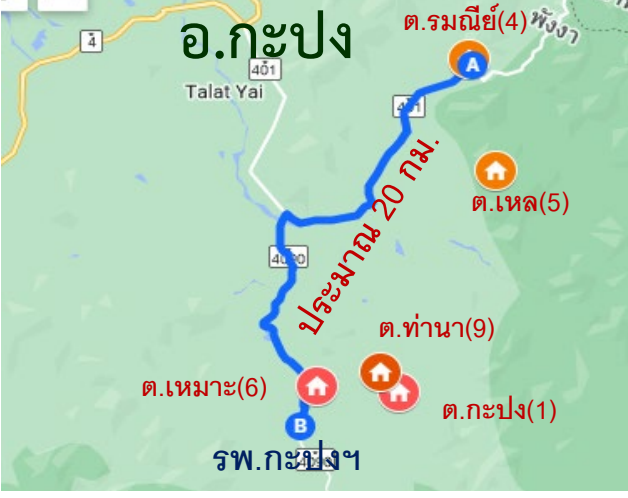 อ.กะปง
ต.รมณีย์(4)
พังงา
4
401
Talat Yai
A
401
ต.เหล(5)
ประมาณ 20 กม.
4090
ต.ท่านา(9)
ต.เหมาะ(6)
ต.กะปง(1)
B
รพ.กะปงฯ
4090